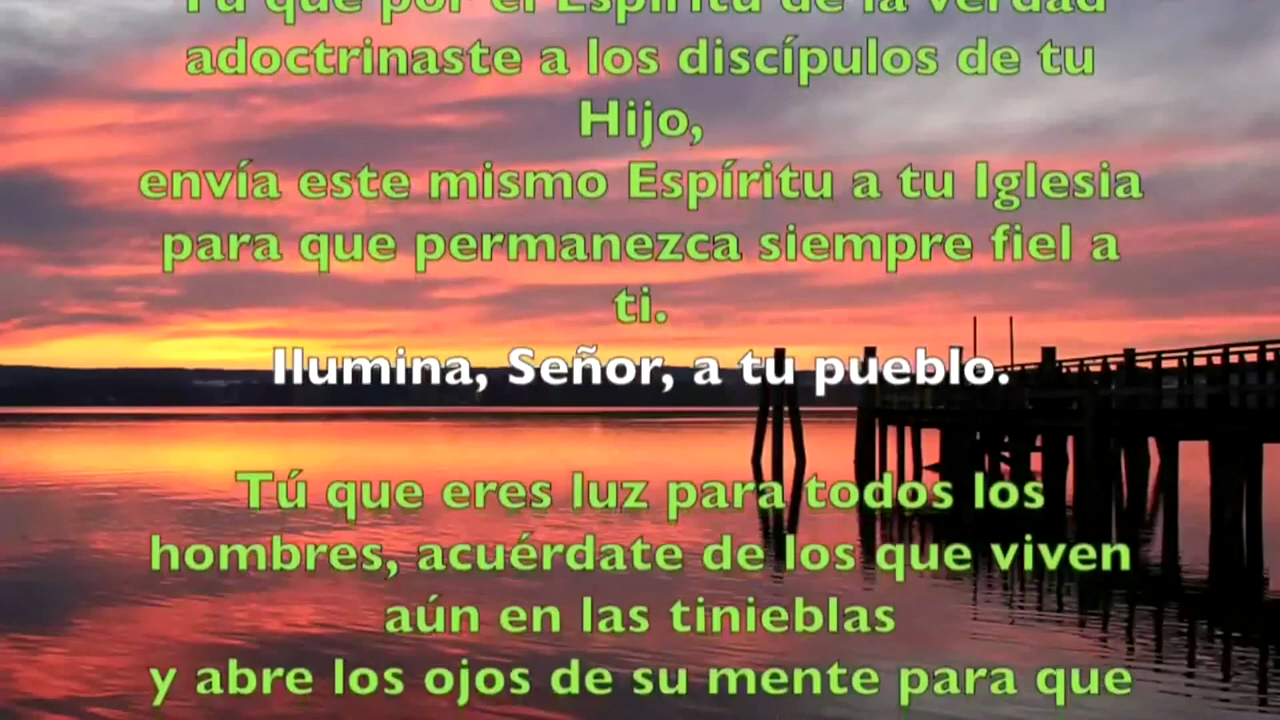 Tú que por el Espíritu de la verdad
adoctrinaste a los discípulos de tu
Hijo,
envía este mismo Espíritu a tu Iglesia
para que permanezca siempre fiel a
ti.
Ilumina, Señor, a tu pueblo.
Tú que eres luz para todos los
hombres, acuérdate de los que viven
aún en las tinieblas
y abre los ojos de su mente para que